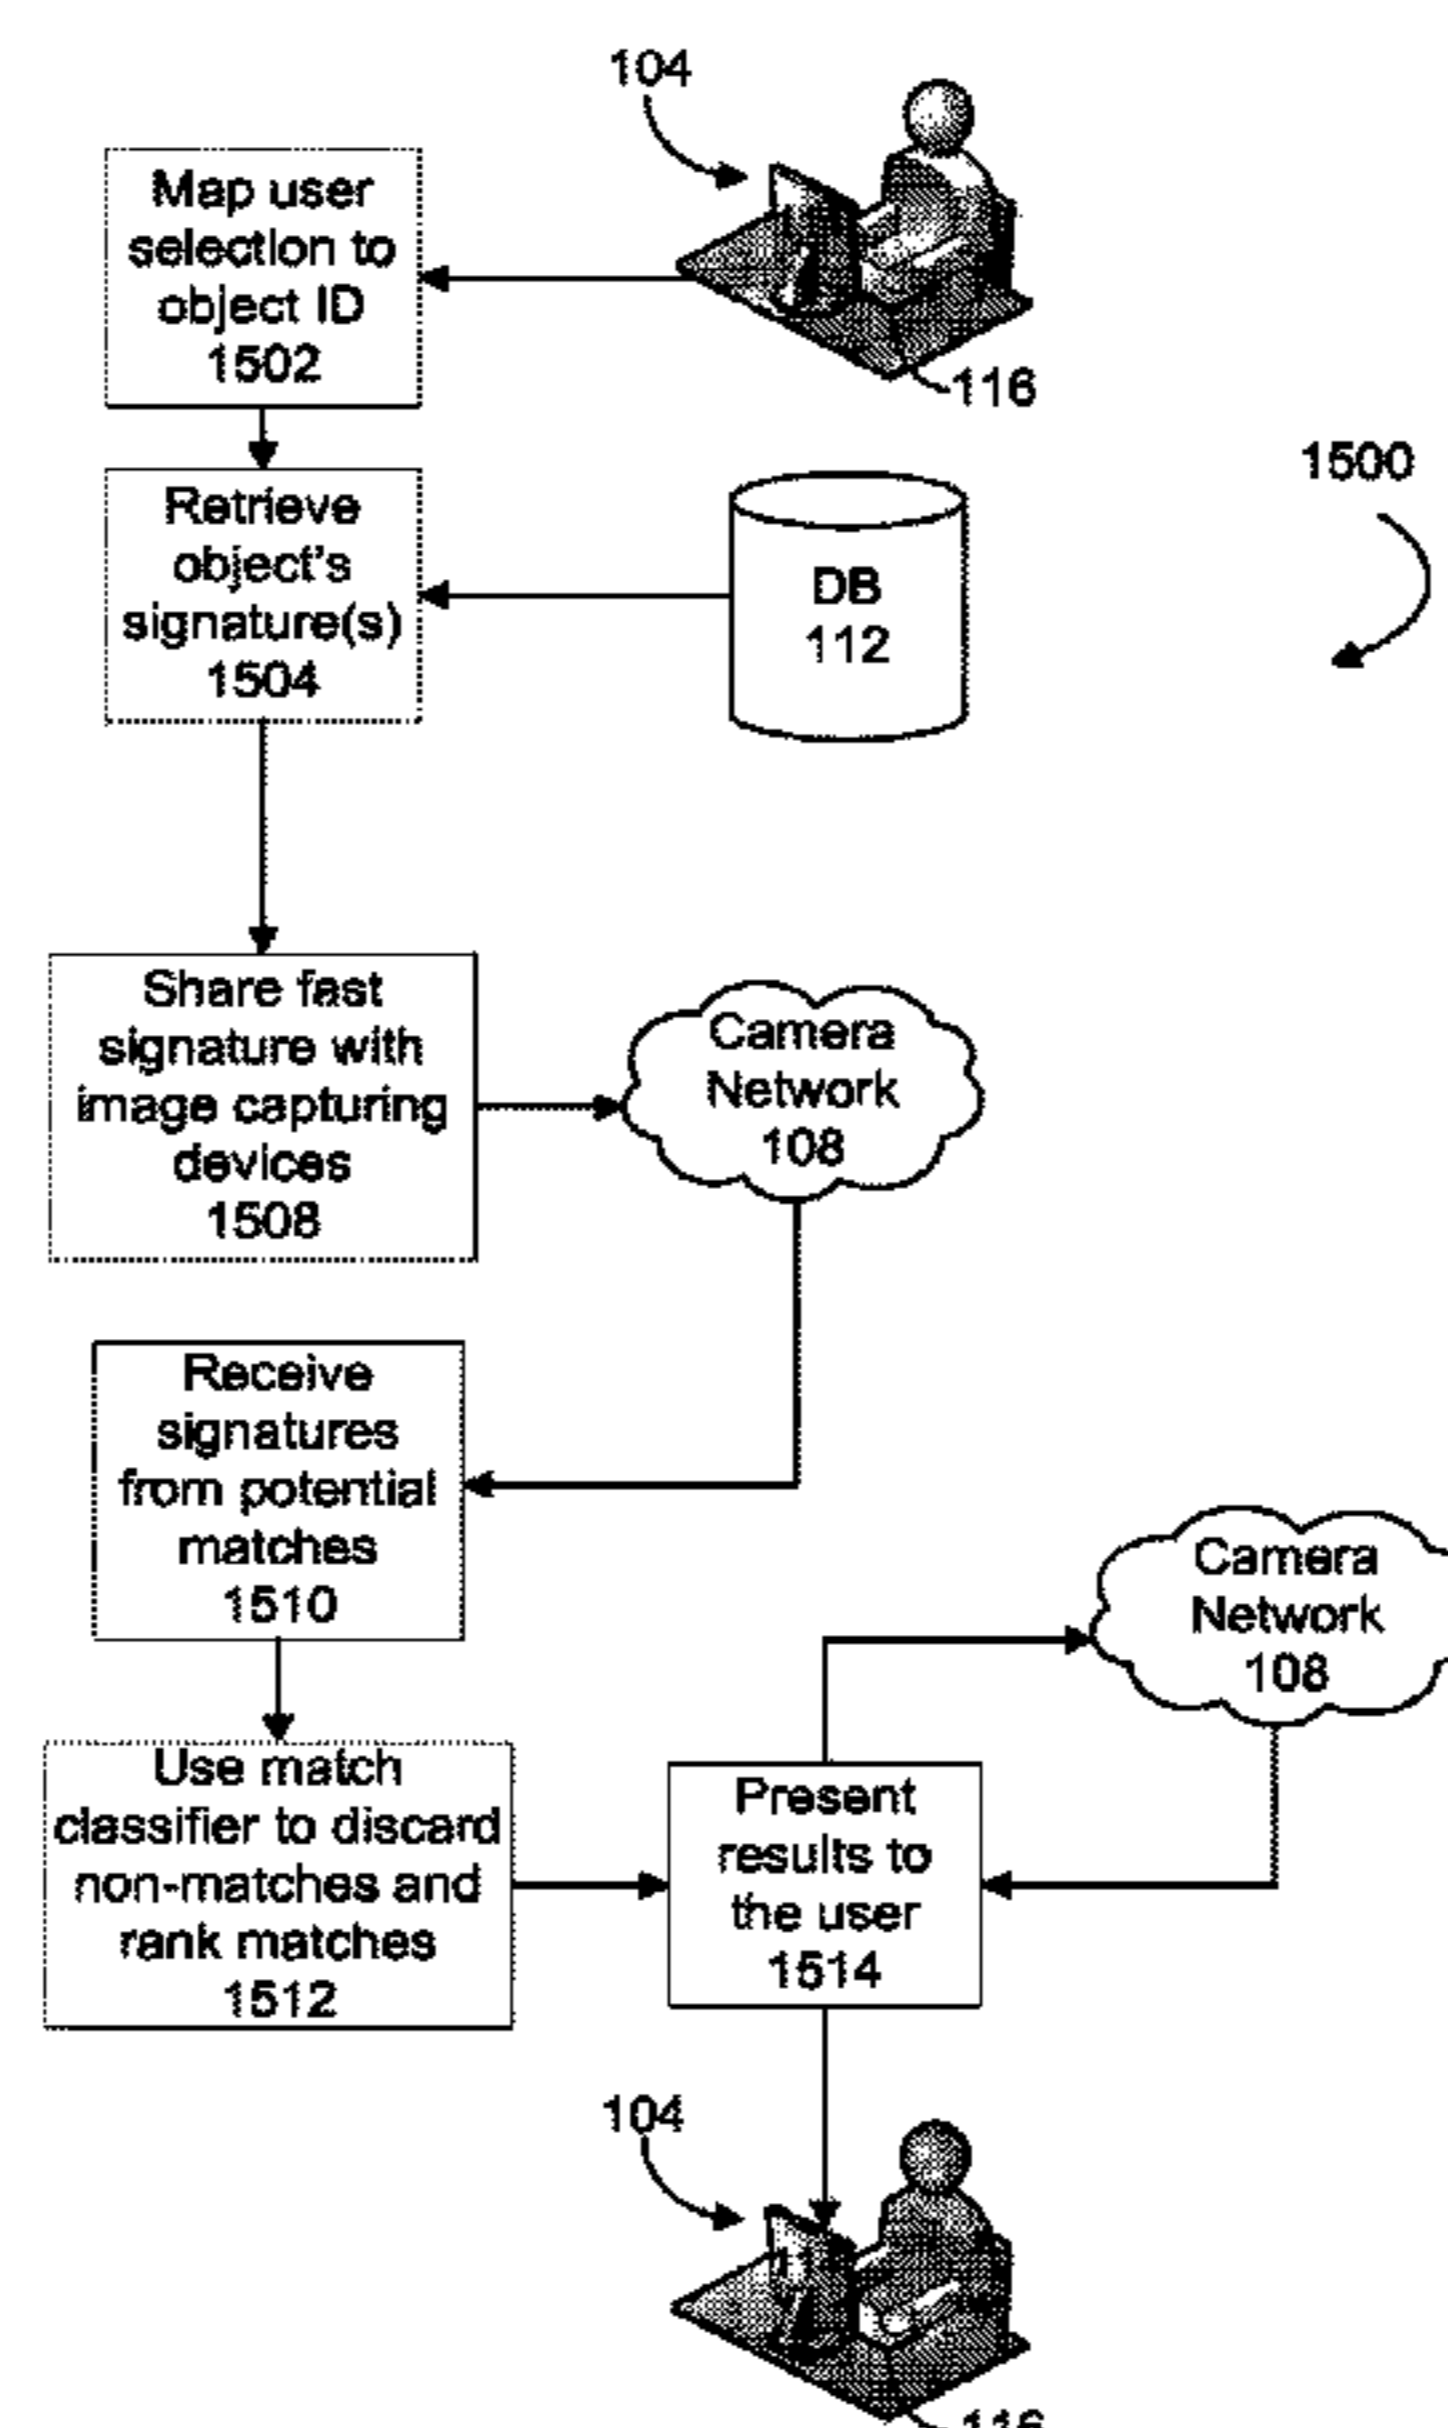 104
Map user
selection to
object ID
1502
116
1500
Retrieve
object's
signature(s)
1504
DB
112
Share fast
signature with
image capturing
devices
1508
Camera
Network
108
Receive
signatures
from potential
matches
1510
Camera
Network
108
Use match
classifier to discard
non-matches and
rank matches
1512
Present
results to
the user
1514
104
116